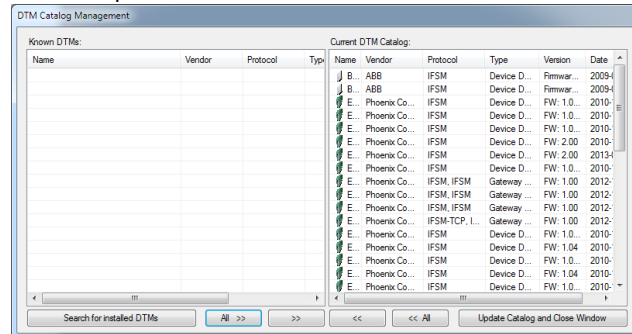 DTM Catalog Management
Known DTMs:
Current DTM Catalog:
Name Vendor Protocol Type
Name Vendor Protocol Type Version Date
B... ABB IFSM Device D... Firmwar... 2009-
B... ABB IFSM Device D... Firmwar... 2009-
E... Phoenix Co... IFSM Device D... FW: 1.0... 2010-
E... Phoenix Co... IFSM Device D... FW: 1.0... 2010-
E... Phoenix Co... IFSM Device D... FW: 1.0... 2010-
E... Phoenix Co... IFSM Device D... FW: 2.00 2010-
E... Phoenix Co... IFSM Device D... FW: 2.00 2013-
E... Phoenix Co... IFSM Device D... FW: 1.0... 2010-
E... Phoenix Co... IFSM, IFSM Gateway ... FW: 1.00 2012-
E... Phoenix Co... IFSM, IFSM Gateway ... FW: 1.00 2012-
E... Phoenix Co... IFSM, IFSM Gateway ... FW: 1.00 2012-
E... Phoenix Co... IFSM-TCP, I... Gateway ... FW: 1.00 2012-
E... Phoenix Co... IFSM Device D... FW: 1.0... 2010-
E... Phoenix Co... IFSM Device D... FW: 1.04 2010-
E... Phoenix Co... IFSM Device D... FW: 1.0... 2010-
E... Phoenix Co... IFSM Device D... FW: 1.04 2010-
E... Phoenix Co... IFSM Device D... FW: 1.0... 2010-
Search for installed DTMs All >> >> << << All Update Catalog and Close Window